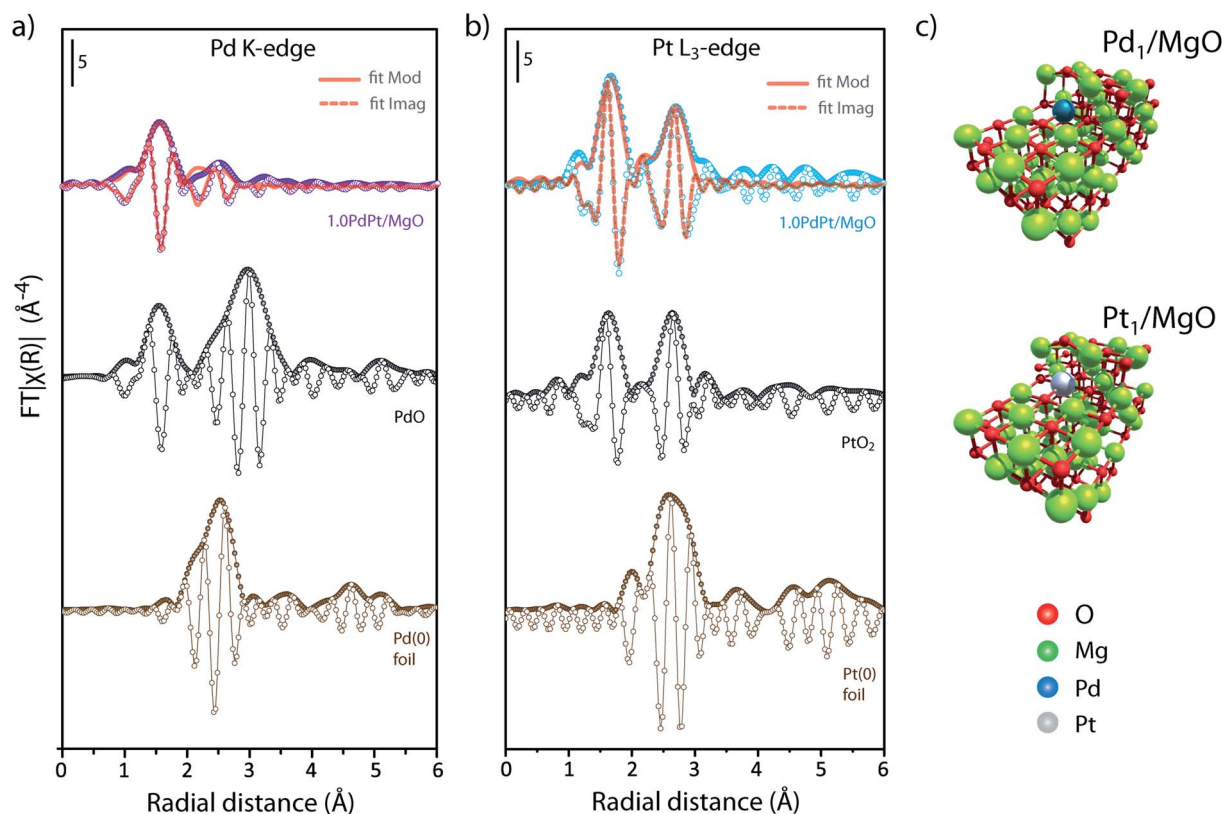 a)
Pd K-edge
5
fit Mod
fit Imag
1.0PdPt/MgO
PdO
Pd(0)
foil
FT|χ(R)| (Å⁻⁴)
0 1 2 3 4 5 6
Radial distance (Å)
b)
Pt L₃-edge
5
fit Mod
fit Imag
1.0PdPt/MgO
PtO₂
Pt(0)
foil
0 1 2 3 4 5 6
Radial distance (Å)
c)
Pd₁/MgO
Pt₁/MgO
O
Mg
Pd
Pt